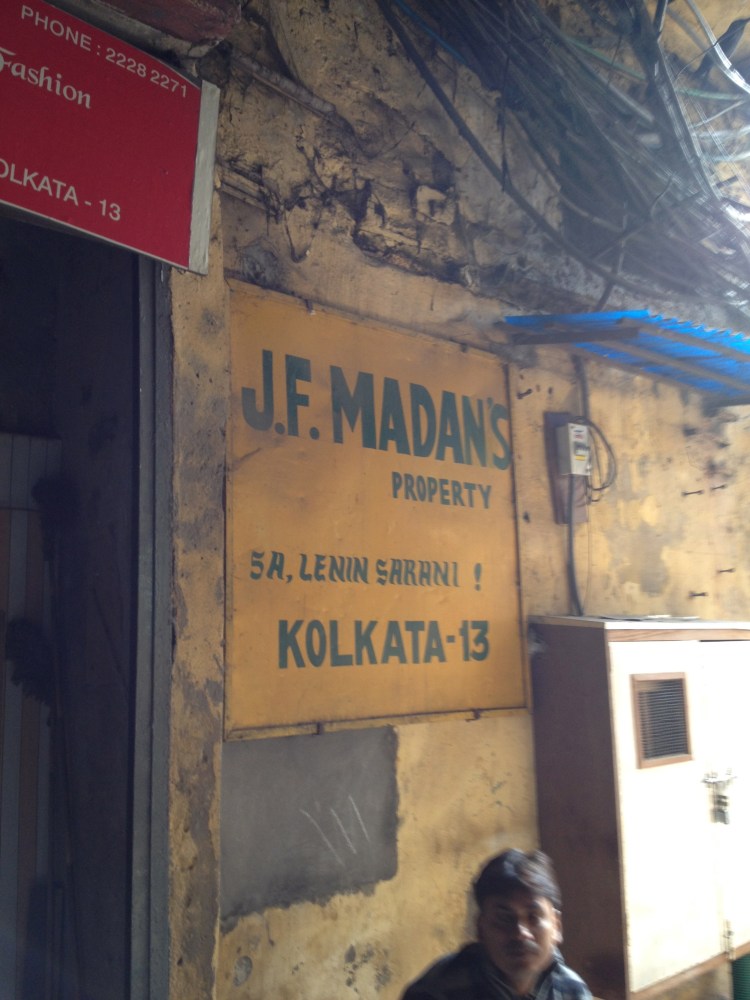 PHONE : 2228 2271
Fashion
OLKATA - 13
J.F. MADAN'S
PROPERTY
5A, LENIN SARANI !
KOLKATA-13